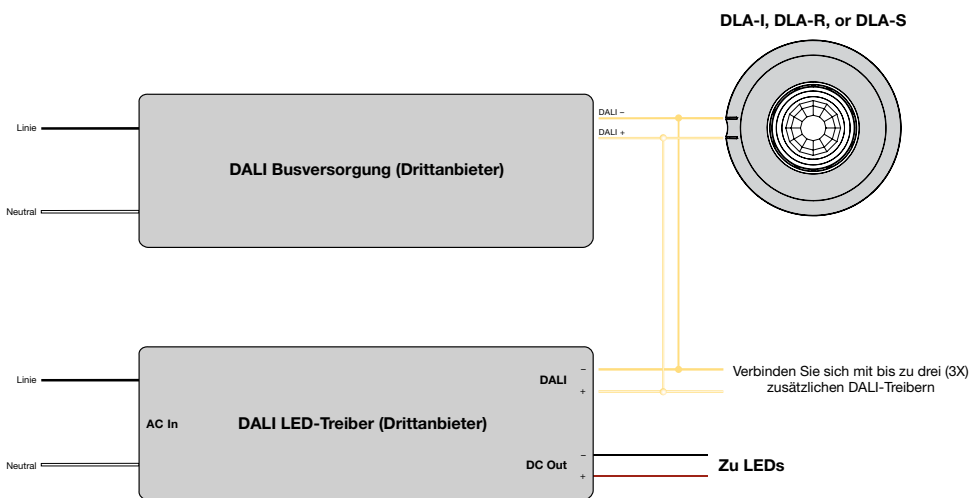 DLA-I, DLA-R, or DLA-S
DALI –
Linie
DALI +
DALI Busversorgung (Drittanbieter)
Neutral
Linie
DALI
–
+
Verbinden Sie sich mit bis zu drei (3X)
zusätzlichen DALI-Treibern
AC In
DALI LED-Treiber (Drittanbieter)
Neutral
DC Out
–
+
Zu LEDs